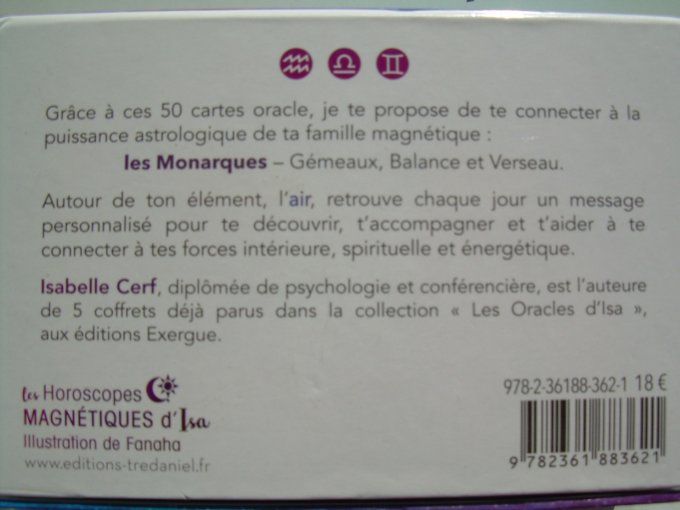 ♒ ♎ ♊
Grâce à ces 50 cartes oracle, je te propose de te connecter à la
puissance astrologique de ta famille magnétique :
les Monarques – Gémeaux, Balance et Verseau.
Autour de ton élément, l'air, retrouve chaque jour un message
personnalisé pour te découvrir, t'accompagner et t'aider à te
connecter à tes forces intérieure, spirituelle et énergétique.
Isabelle Cerf, diplômée de psychologie et conférencière, est l'auteure
de 5 coffrets déjà parus dans la collection « Les Oracles d'Isa »,
aux éditions Exergue.
les Horoscopes
MAGNÉTIQUES d'Isa
Illustration de Fanaha
www.editions-tredaniel.fr
978-2-36188-362-1 18 €
9 782361 883621